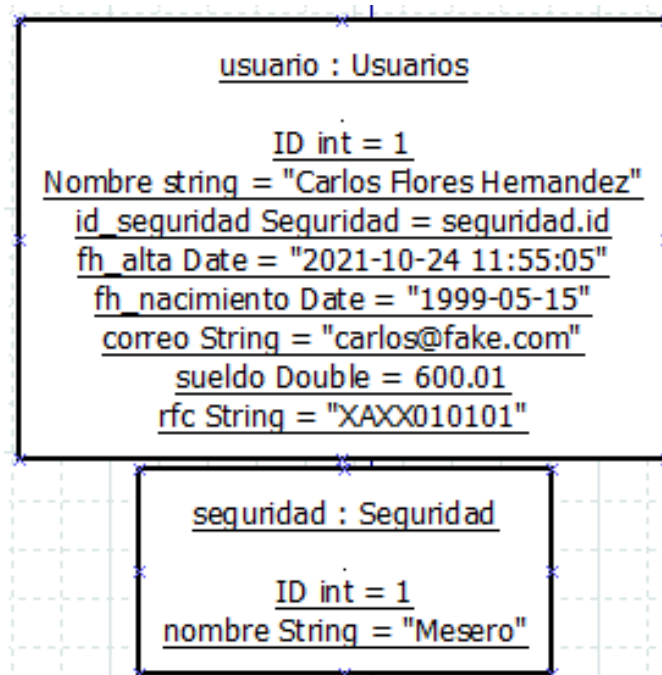 usuario : Usuarios
ID int = 1
Nombre string = "Carlos Flores Hernandez"
id_seguridad Seguridad = seguridad.id
fh_alta Date = "2021-10-24 11:55:05"
fh_nacimiento Date = "1999-05-15"
correo String = "carlos@fake.com"
sueldo Double = 600.01
rfc String = "XAXX010101"
seguridad : Seguridad
ID int = 1
nombre String = "Mesero"